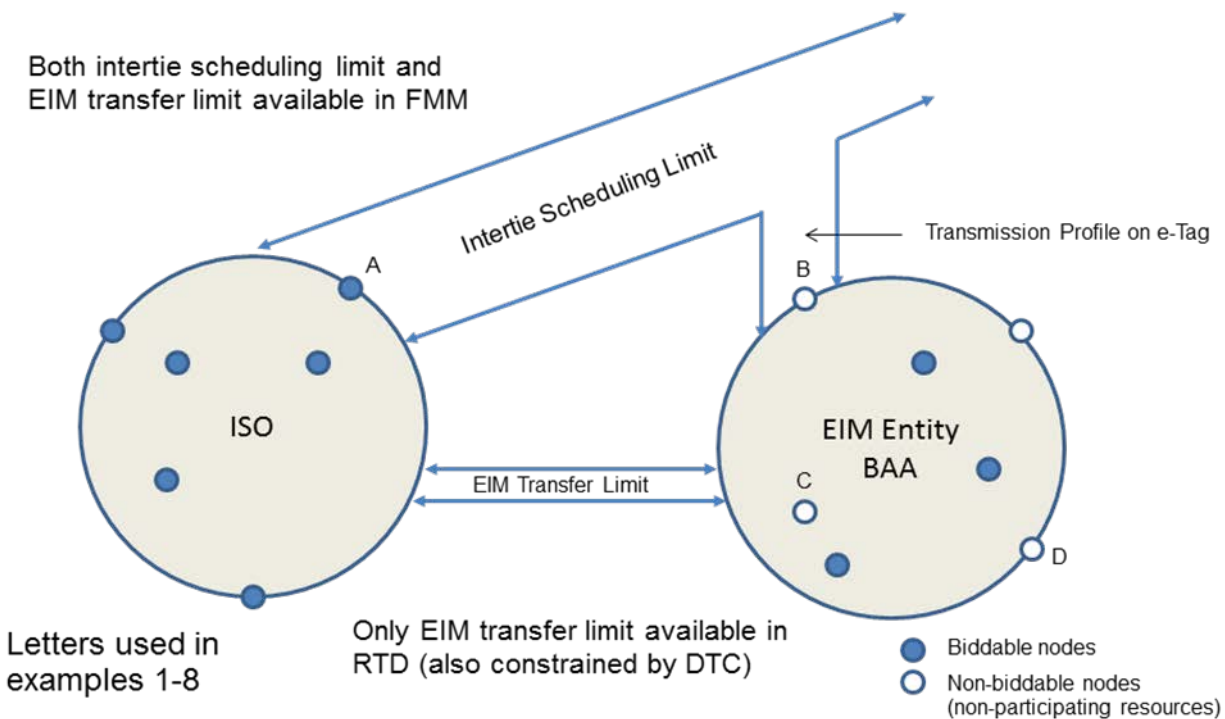 Both intertie scheduling limit and
EIM transfer limit available in FMM
Intertie Scheduling Limit
Transmission Profile on e-Tag
A
B
ISO
EIM Entity
BAA
EIM Transfer Limit
C
D
Letters used in
examples 1-8
Only EIM transfer limit available in
RTD (also constrained by DTC)
Biddable nodes
Non-biddable nodes
(non-participating resources)